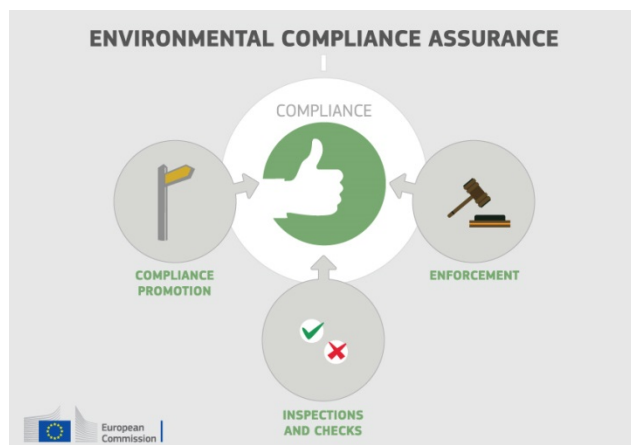 ENVIRONMENTAL COMPLIANCE ASSURANCE
COMPLIANCE
COMPLIANCE
PROMOTION
ENFORCEMENT
INSPECTIONS
AND CHECKS
European
Commission